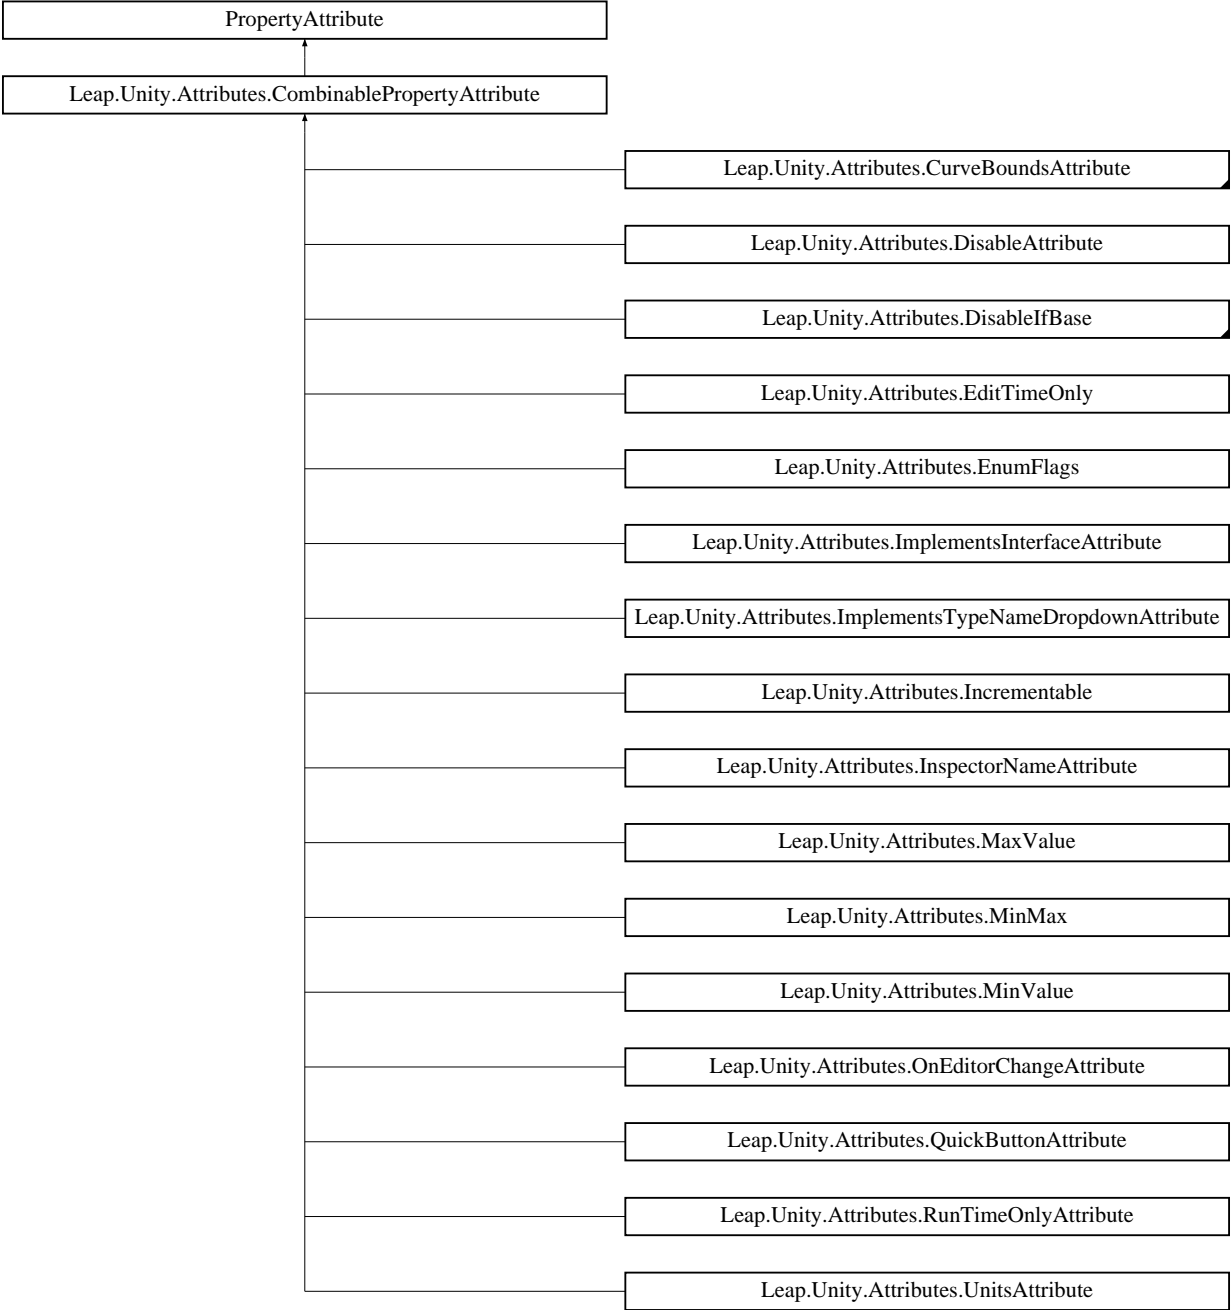 PropertyAttribute
Leap.Unity.Attributes.CombinablePropertyAttribute
Leap.Unity.Attributes.CurveBoundsAttribute
Leap.Unity.Attributes.DisableAttribute
Leap.Unity.Attributes.DisableIfBase
Leap.Unity.Attributes.EditTimeOnly
Leap.Unity.Attributes.EnumFlags
Leap.Unity.Attributes.ImplementsInterfaceAttribute
Leap.Unity.Attributes.ImplementsTypeNameDropdownAttribute
Leap.Unity.Attributes.Incrementable
Leap.Unity.Attributes.InspectorNameAttribute
Leap.Unity.Attributes.MaxValue
Leap.Unity.Attributes.MinMax
Leap.Unity.Attributes.MinValue
Leap.Unity.Attributes.OnEditorChangeAttribute
Leap.Unity.Attributes.QuickButtonAttribute
Leap.Unity.Attributes.RunTimeOnlyAttribute
Leap.Unity.Attributes.UnitsAttribute